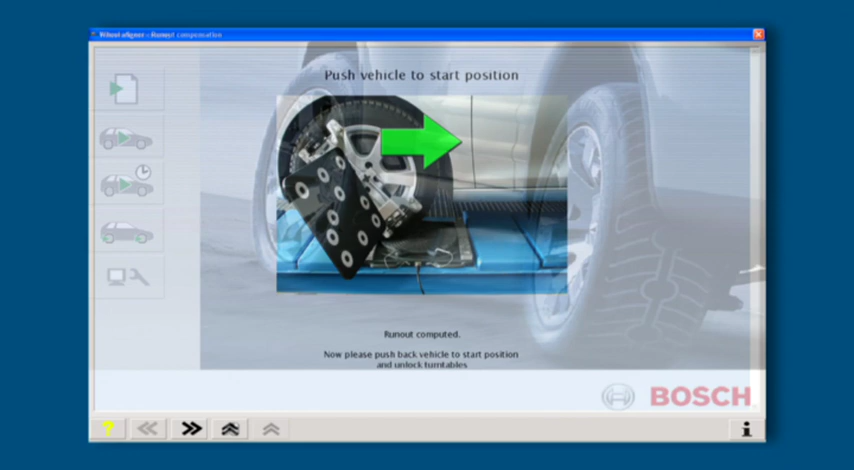 Wheel aligner - Runout compensation
Push vehicle to start position
Runout computed.
Now please push back vehicle to start position
and unlock turntables
BOSCH
?
i